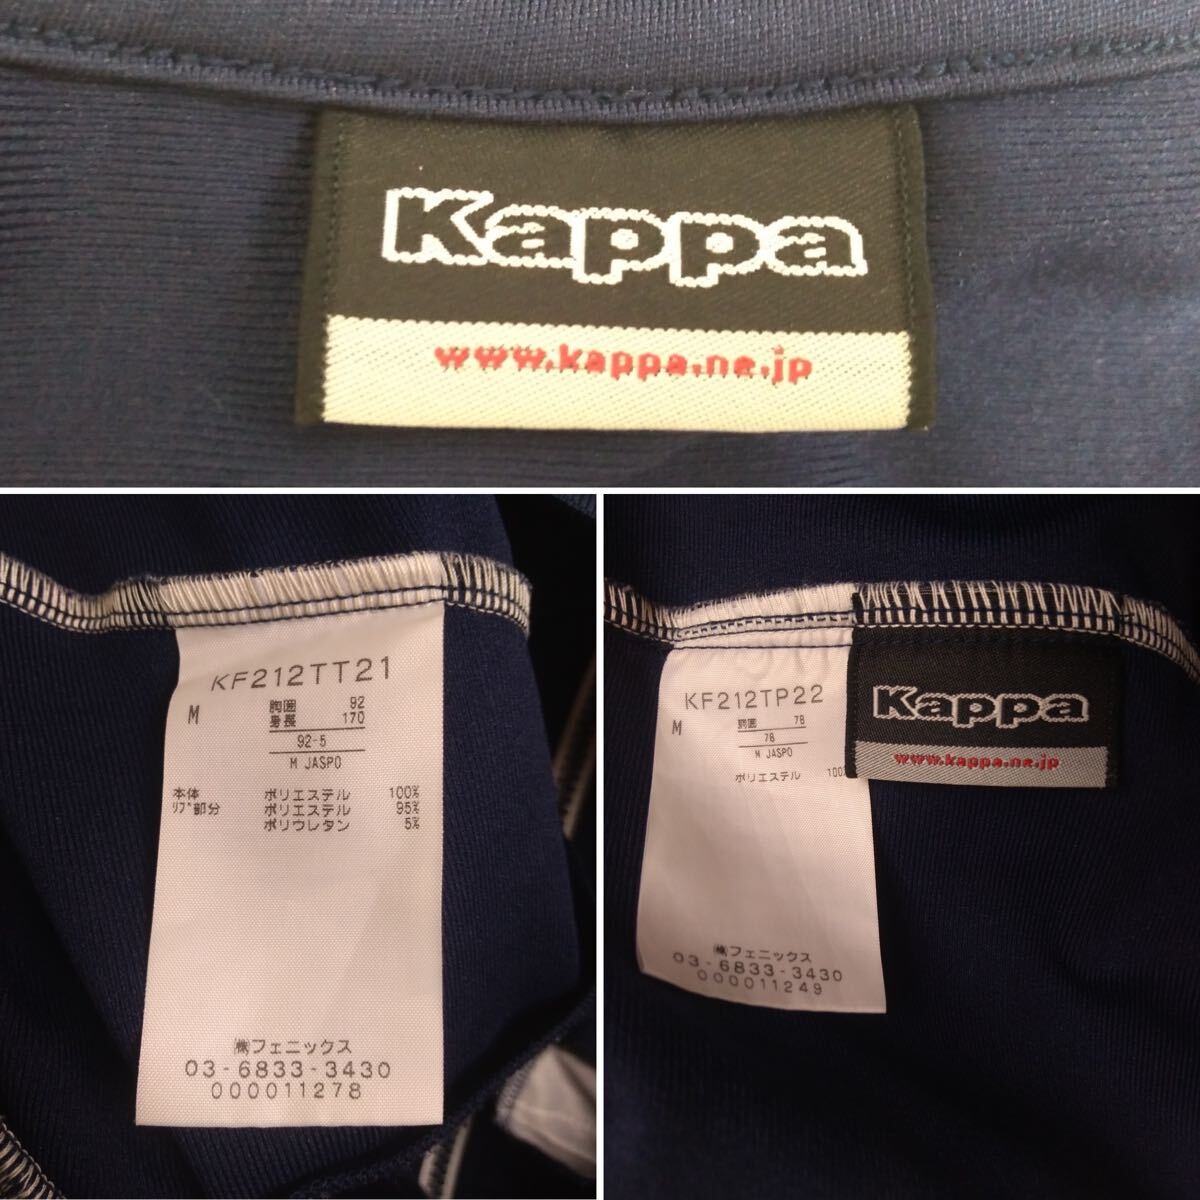 Kappa
www.kappa.ne.jp
KF212TT21
M
胸囲 92
身長 170
92-5
M JASPO
本体 ポリエステル 100%
ﾘﾌﾞ部分 ポリエステル 95%
ポリウレタン 5%
㈱フェニックス
03-6833-3430
000011278
KF212TP22
M
胴囲 78
78
M JASPO
ポリエステル 100
㈱フェニックス
03-6833-3430
000011249
Kappa
www.kappa.ne.jp